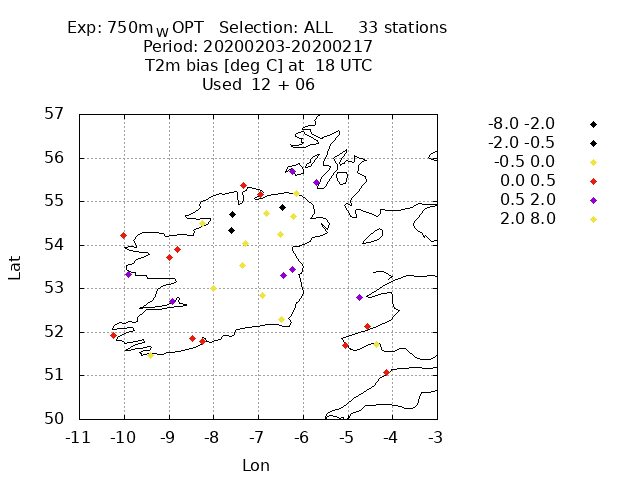 Exp: 750m_W OPT Selection: ALL 33 stations
Period: 20200203-20200217
T2m bias [deg C] at 18 UTC
Used 12 + 06
-8.0 -2.0
-2.0 -0.5
-0.5 0.0
0.0 0.5
0.5 2.0
2.0 8.0
57
56
55
54
53
52
51
50
Lat
-11 -10 -9 -8 -7 -6 -5 -4 -3
Lon